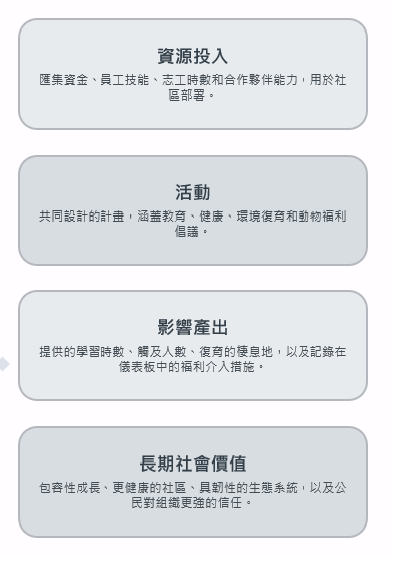 資源投入
匯集資金、員工技能、志工時數和合作夥伴能力，用於社
區部署。
活動
共同設計的計畫，涵蓋教育、健康、環境復育和動物福利
倡議。
影響產出
提供的學習時數、觸及人數、復育的棲息地，以及記錄在
儀表板中的福利介入措施。
長期社會價值
包容性成長、更健康的社區、具韌性的生態系統，以及公
民對組織更強的信任。